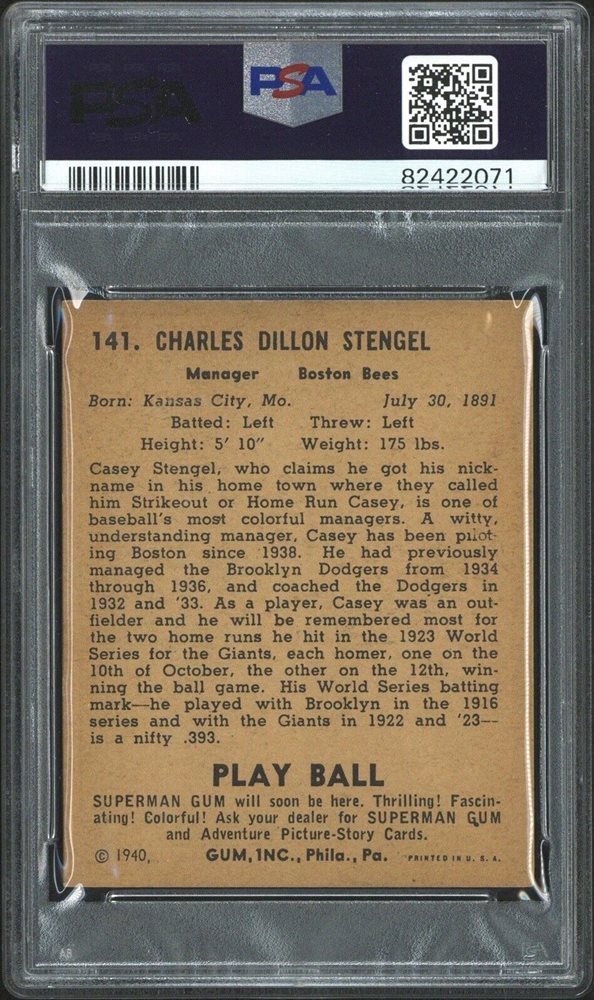 PSA
PSA
82422071
141. CHARLES DILLON STENGEL
Manager Boston Bees
Born: Kansas City, Mo. July 30, 1891
Batted: Left Threw: Left
Height: 5' 10" Weight: 175 lbs.
Casey Stengel, who claims he got his nick-
name in his home town where they called
him Strikeout or Home Run Casey, is one of
baseball's most colorful managers. A witty,
understanding manager, Casey has been pilot-
ing Boston since 1938. He had previously
managed the Brooklyn Dodgers from 1934
through 1936, and coached the Dodgers in
1932 and '33. As a player, Casey was an out-
fielder and he will be remembered most for
the two home runs he hit in the 1923 World
Series for the Giants, each homer, one on the
10th of October, the other on the 12th, win-
ning the ball game. His World Series batting
mark—he played with Brooklyn in the 1916
series and with the Giants in 1922 and '23—
is a nifty .393.
PLAY BALL
SUPERMAN GUM will soon be here. Thrilling! Fascin-
ating! Colorful! Ask your dealer for SUPERMAN GUM
and Adventure Picture-Story Cards.
© 1940, GUM, INC., Phila., Pa. PRINTED IN U. S. A.